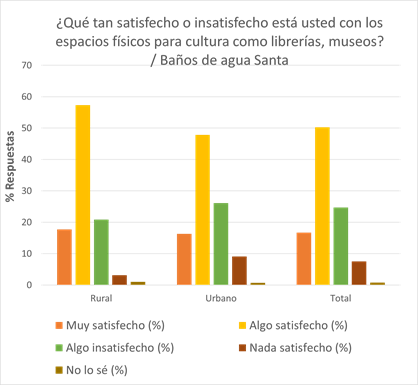 ¿Qué tan satisfecho o insatisfecho está usted con los
espacios físicos para cultura como librerías, museos?
/ Baños de agua Santa
% Respuestas
70
60
50
40
30
20
10
0
Rural
Urbano
Total
Muy satisfecho (%)
Algo satisfecho (%)
Algo insatisfecho (%)
Nada satisfecho (%)
No lo sé (%)